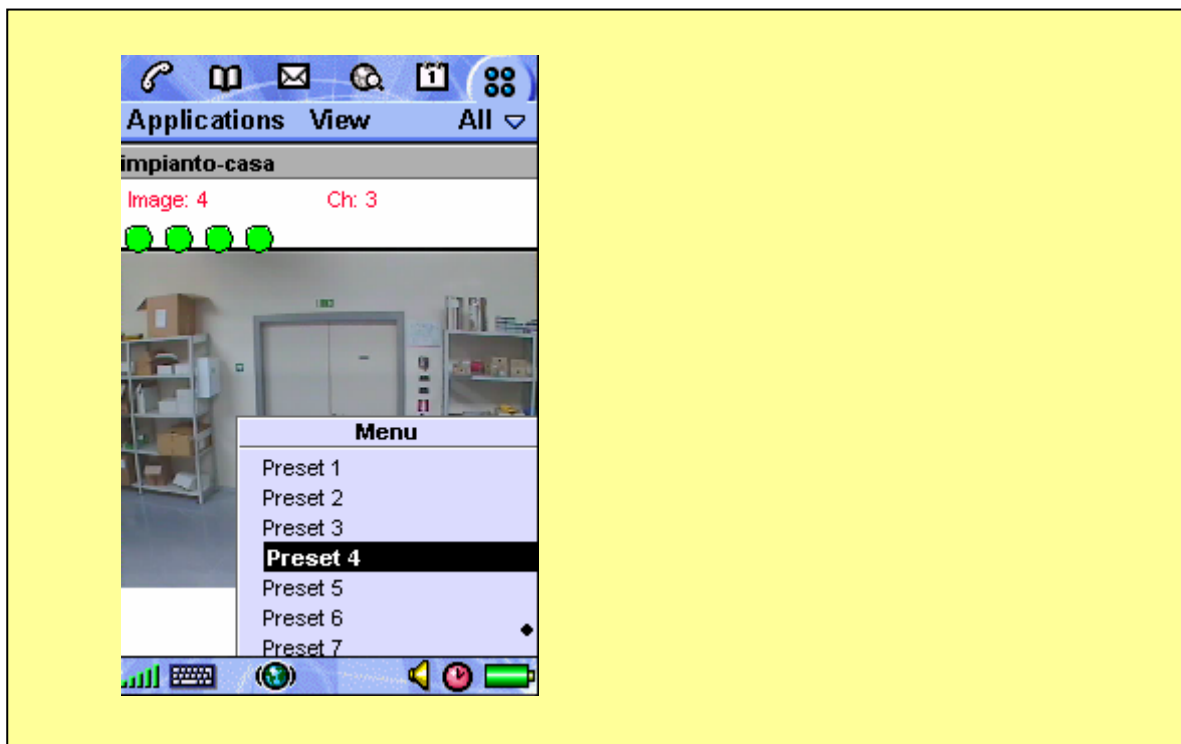 1
Applications View All
impianto-casa
Image: 4 Ch: 3
Menu
Preset 1
Preset 2
Preset 3
Preset 4
Preset 5
Preset 6
Preset 7